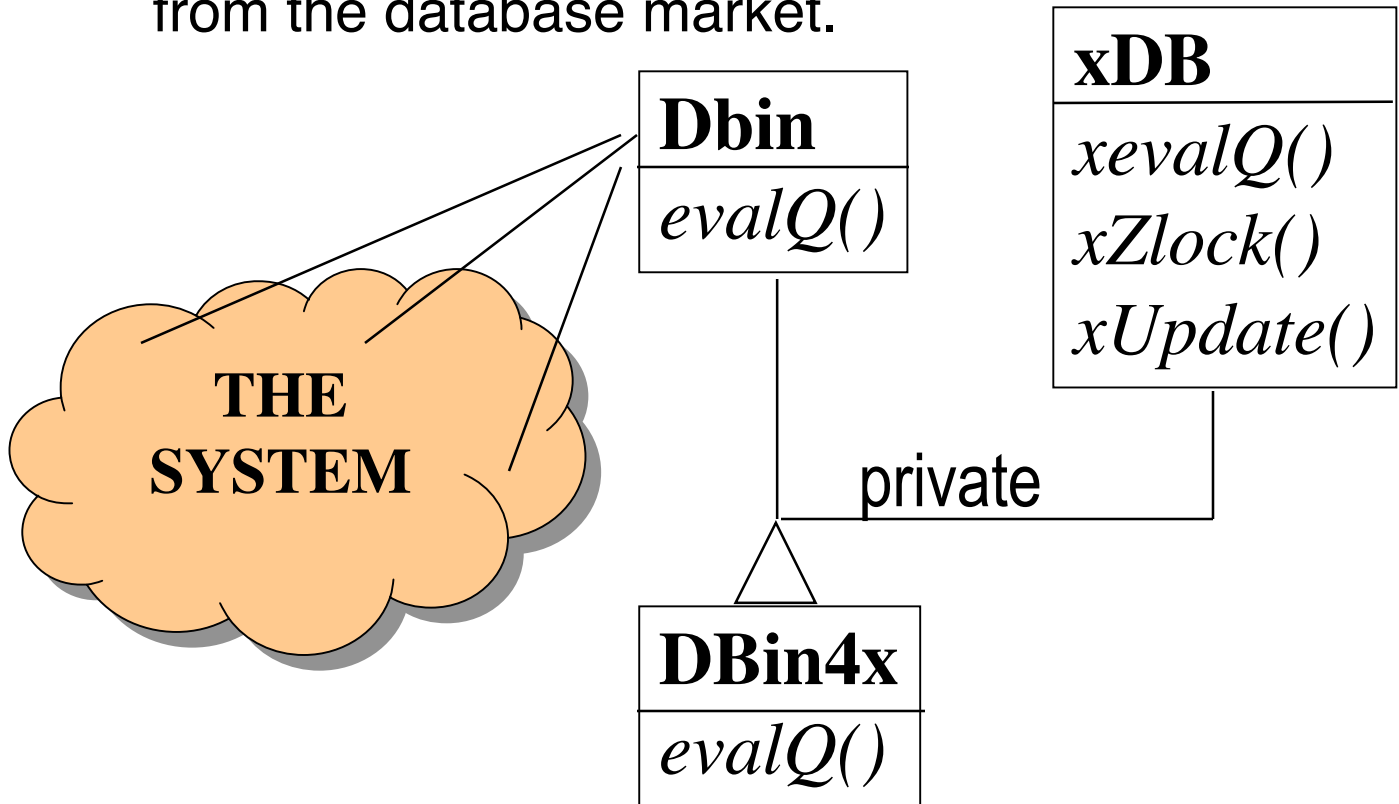 from the database market.
xDB
xevalQ()
xZlock()
xUpdate()
Dbin
evalQ()
THE
SYSTEM
private
DBin4x
evalQ()